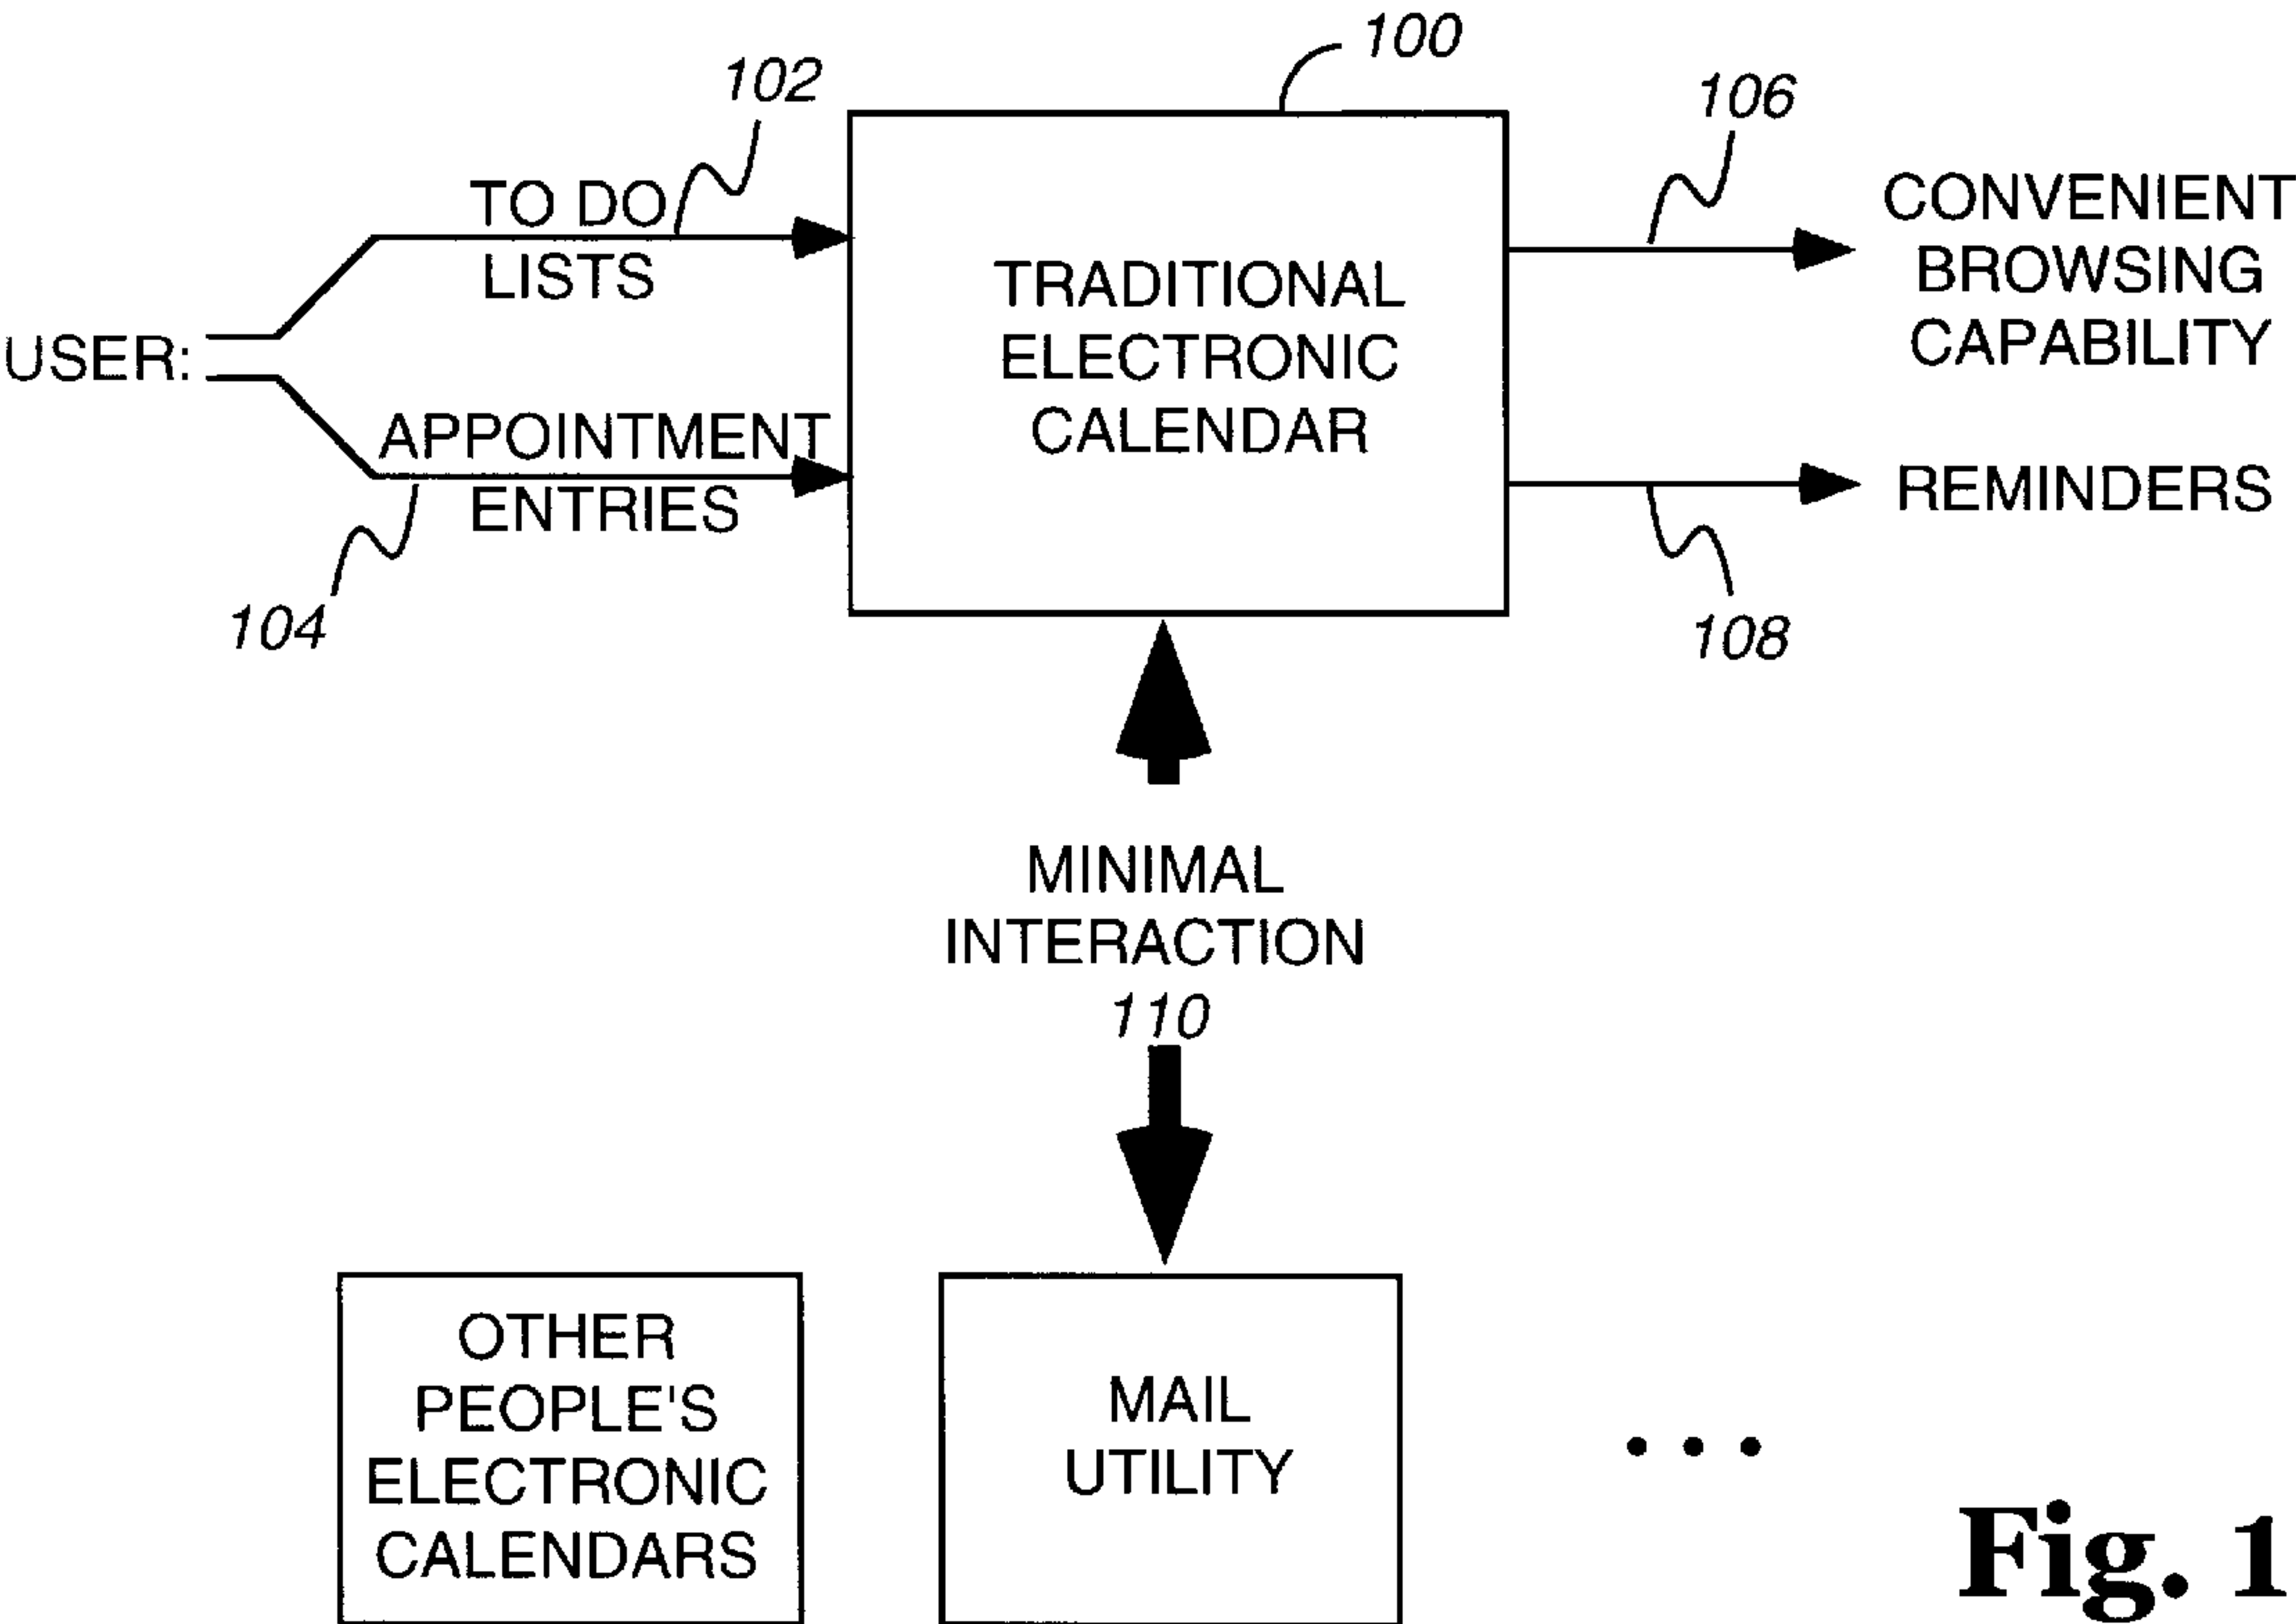 100
102
106
TO DO
LISTS
USER:
APPOINTMENT
ENTRIES
104
TRADITIONAL
ELECTRONIC
CALENDAR
CONVENIENT
BROWSING
CAPABILITY
REMINDERS
108
MINIMAL
INTERACTION
110
OTHER
PEOPLE'S
ELECTRONIC
CALENDARS
MAIL
UTILITY
• • •
Fig. 1